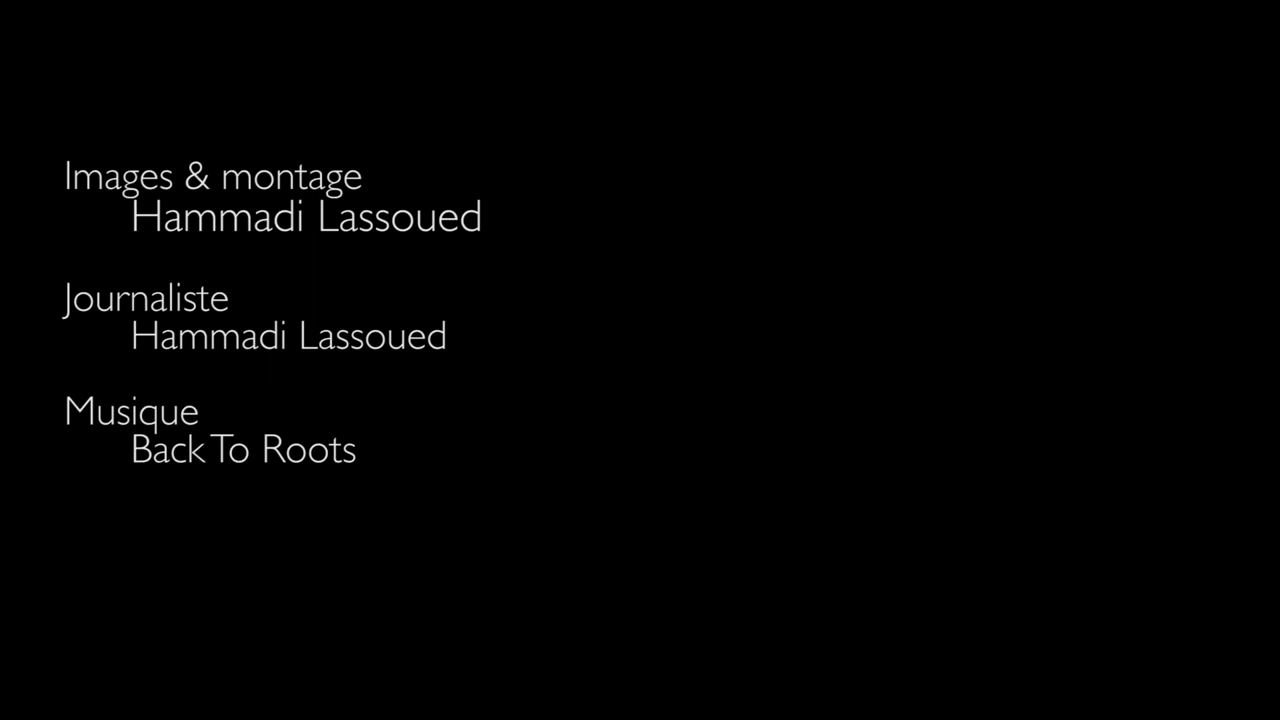 Images & montage
Hammadi Lassoued
Journaliste
Hammadi Lassoued
Musique
Back To Roots